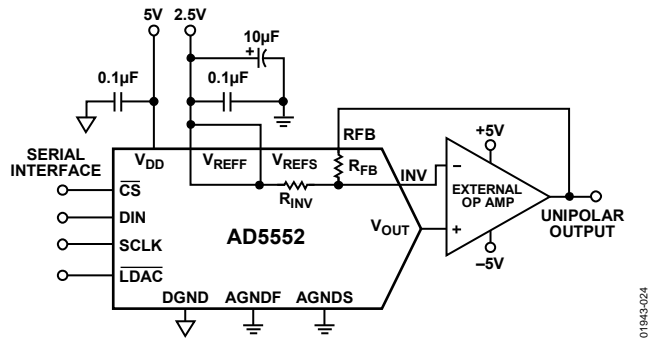 5V 2.5V
10µF
+
0.1µF 0.1µF
SERIAL
INTERFACE
VDD VREFF VREFS RFB
RFB
INV
+5V
CS
RINV
−
EXTERNAL
OP AMP
DIN
AD5552
VOUT
+
UNIPOLAR
OUTPUT
SCLK
−5V
LDAC
DGND AGNDF AGNDS
01943-024